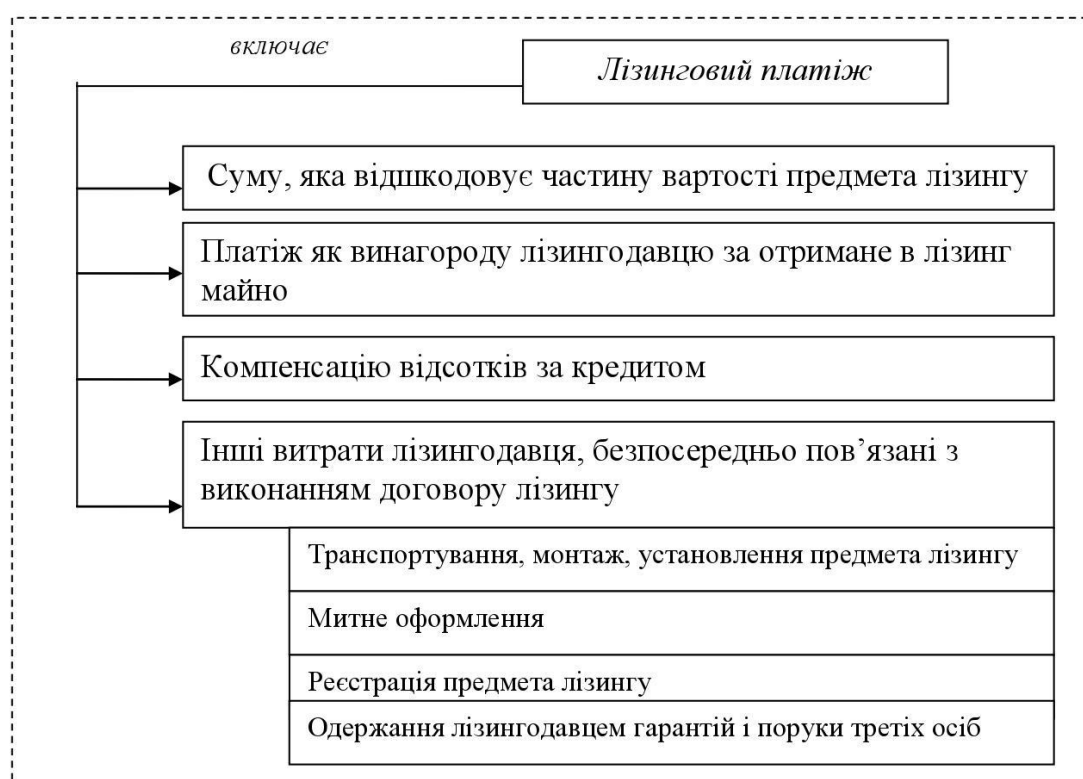 включає
Лізинговий платіж
Суму, яка відшкодовує частину вартості предмета лізингу
Платіж як винагороду лізингодавцю за отримане в лізинг
майно
Компенсацію відсотків за кредитом
Інші витрати лізингодавця, безпосередньо пов’язані з
виконанням договору лізингу
Транспортування, монтаж, установлення предмета лізингу
Митне оформлення
Реєстрація предмета лізингу
Одержання лізингодавцем гарантій і поруки третіх осіб